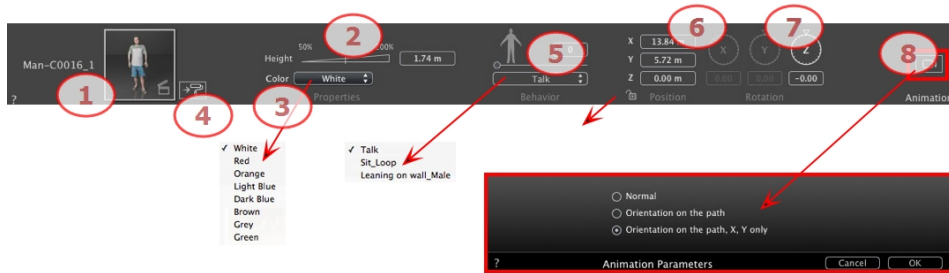 2
6
7
50%
200%
X
13.84 m
X
Y
Z
8
Height
1.74 m
5
0
Y
5.72 m
Man-C0016_1
Color
White
Talk
Z
0.00 m
0.00
0.00
-0.00
1
4
3
Properties
Behavior
Position
Rotation
Animation
?
✓ White
Red
Orange
Light Blue
Dark Blue
Brown
Grey
Green
✓ Talk
Sit_Loop
Leaning on wall_Male
Normal
Orientation on the path
Orientation on the path, X, Y only
?
Animation Parameters
Cancel
OK